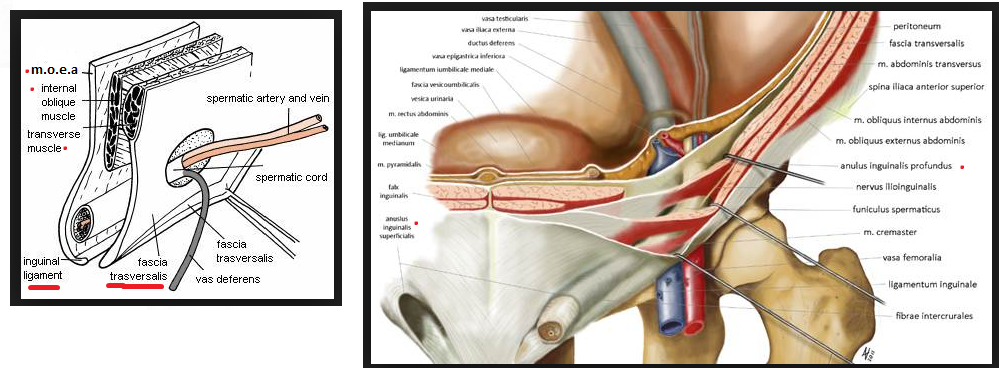 m.o.e.a
internal
oblique
muscle
transverse
muscle
spermatic artery and vein
spermatic cord
inguinal
ligament
fascia
trasversalis
fascia
trasversalis
vas deferens
vasa testicularis
vasa iliaca externa
ductus deferens
vasa epigastrica inferiora
ligamentum iumbilicale mediale
fascia vesicoumbilicalis
vesica urinaria
m. rectus abdominis
lig. umbilicale
medianum
m. pyramidalis
falx
inguinalis
anusius
inguinalis
superficialis
peritoneum
fascia transversalis
m. abdominis transversus
spina iliaca anterior superior
m. obliquus internus abdominis
m. obliquus externus abdominis
anulus inguinalis profundus
nervus ilioinguinalis
funiculus spermaticus
m. cremaster
vasa femoralia
ligamentum inguinale
fibrae intercrurales